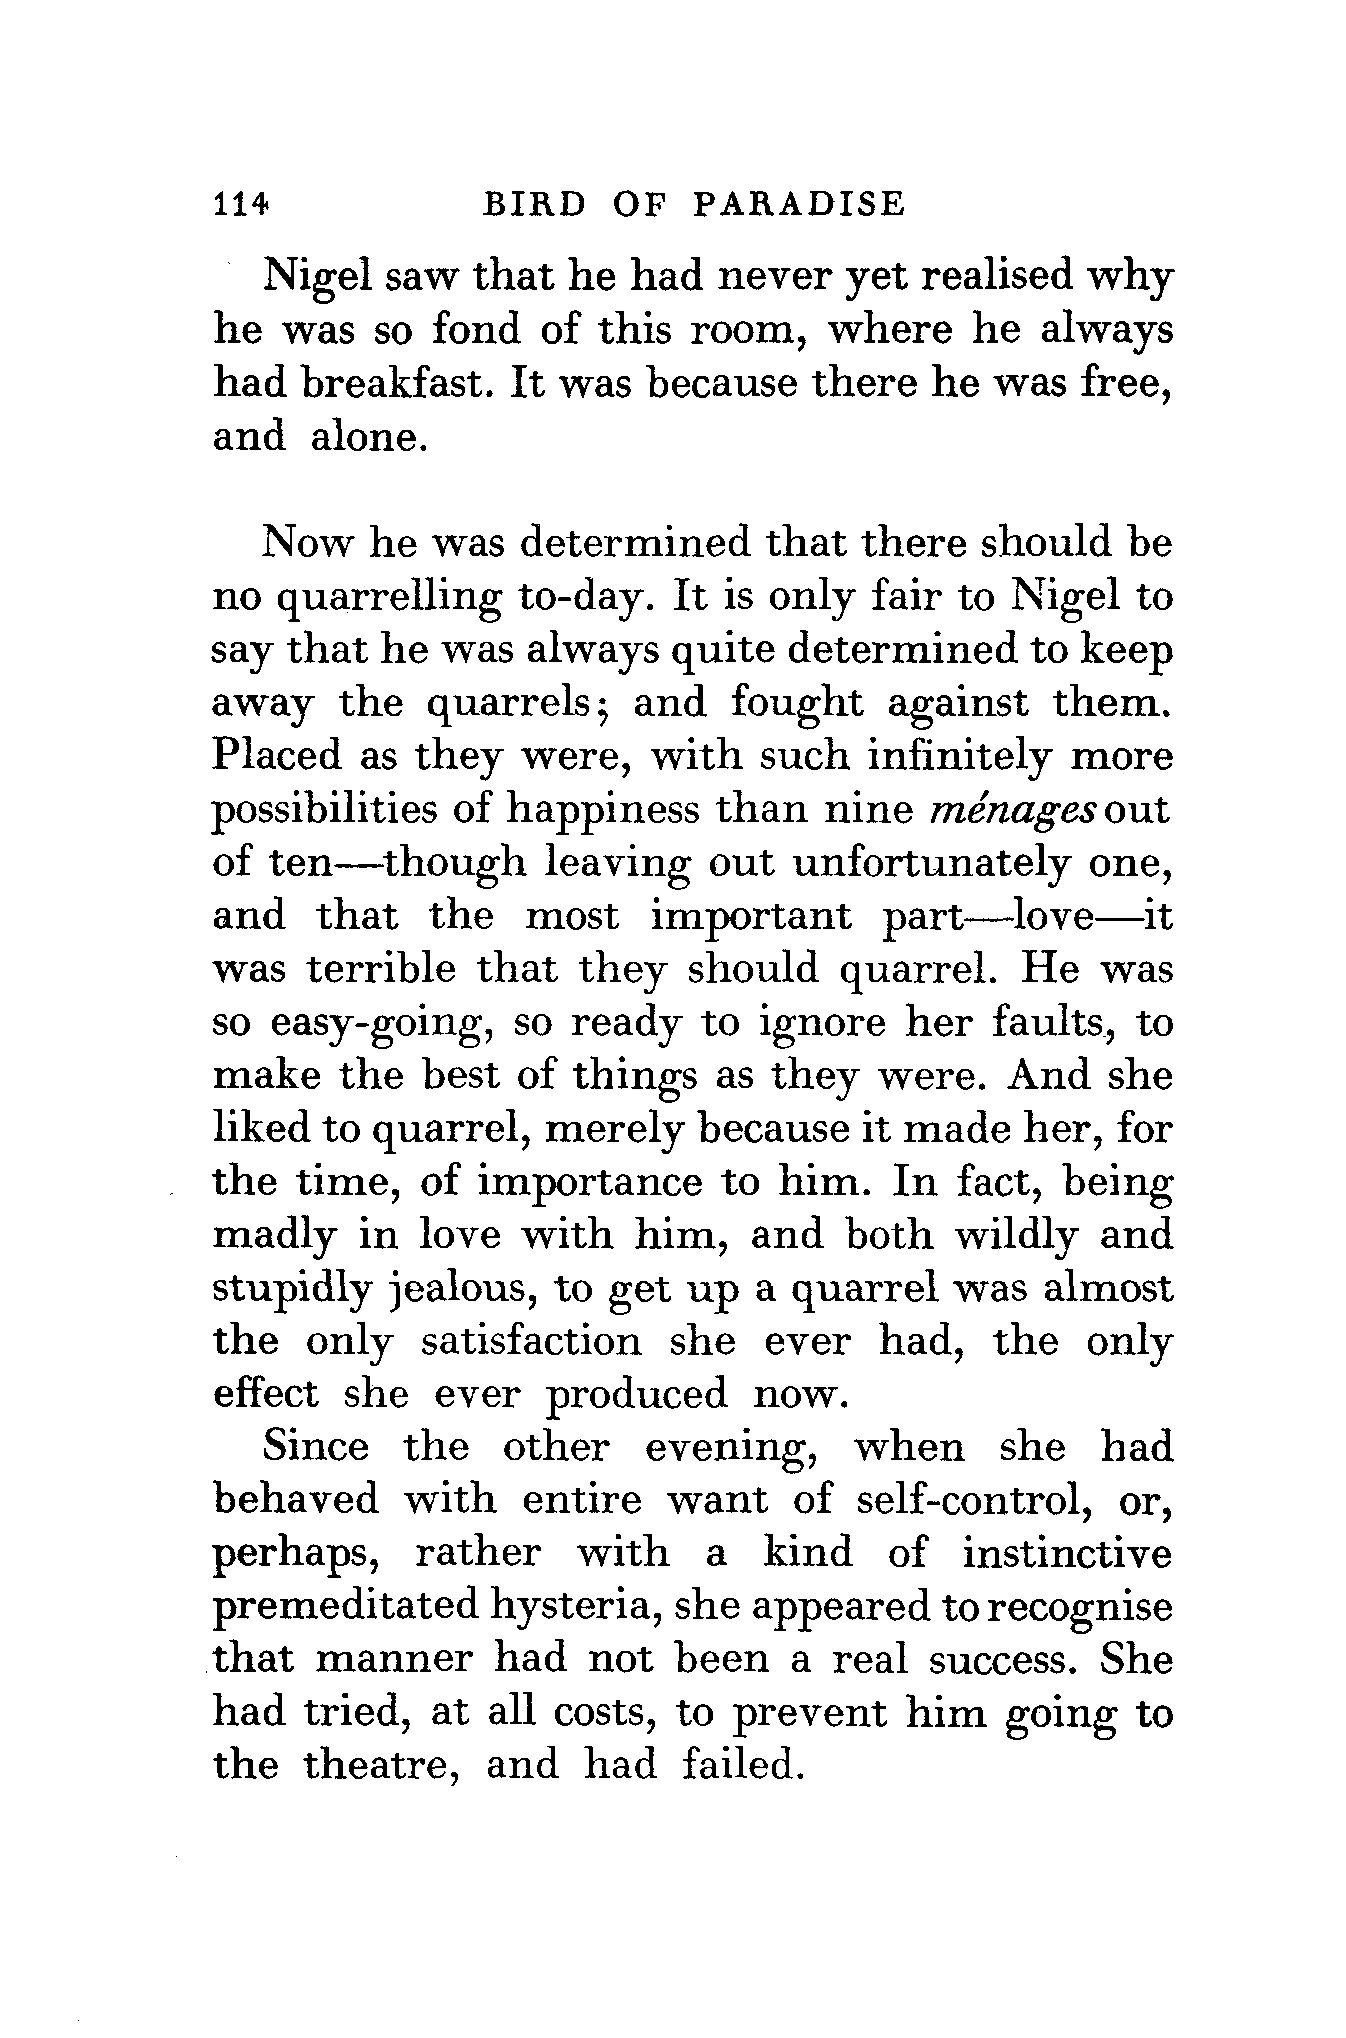 114 BIRD OF PARADISE
Nigel saw that he had never yet realised why
he was so fond of this room, where he always
had breakfast. It was because there he was free,
and alone.
Now he was determined that there should be
no quarrelling to-day. It is only fair to Nigel to
say that he was always quite determined to keep
away the quarrels; and fought against them.
Placed as they were, with such infinitely more
possibilities of happiness than nine ménages out
of ten—though leaving out unfortunately one,
and that the most important part—love—it
was terrible that they should quarrel. He was
so easy-going, so ready to ignore her faults, to
make the best of things as they were. And she
liked to quarrel, merely because it made her, for
the time, of importance to him. In fact, being
madly in love with him, and both wildly and
stupidly jealous, to get up a quarrel was almost
the only satisfaction she ever had, the only
effect she ever produced now.
Since the other evening, when she had
behaved with entire want of self-control, or,
perhaps, rather with a kind of instinctive
premeditated hysteria, she appeared to recognise
that manner had not been a real success. She
had tried, at all costs, to prevent him going to
the theatre, and had failed.